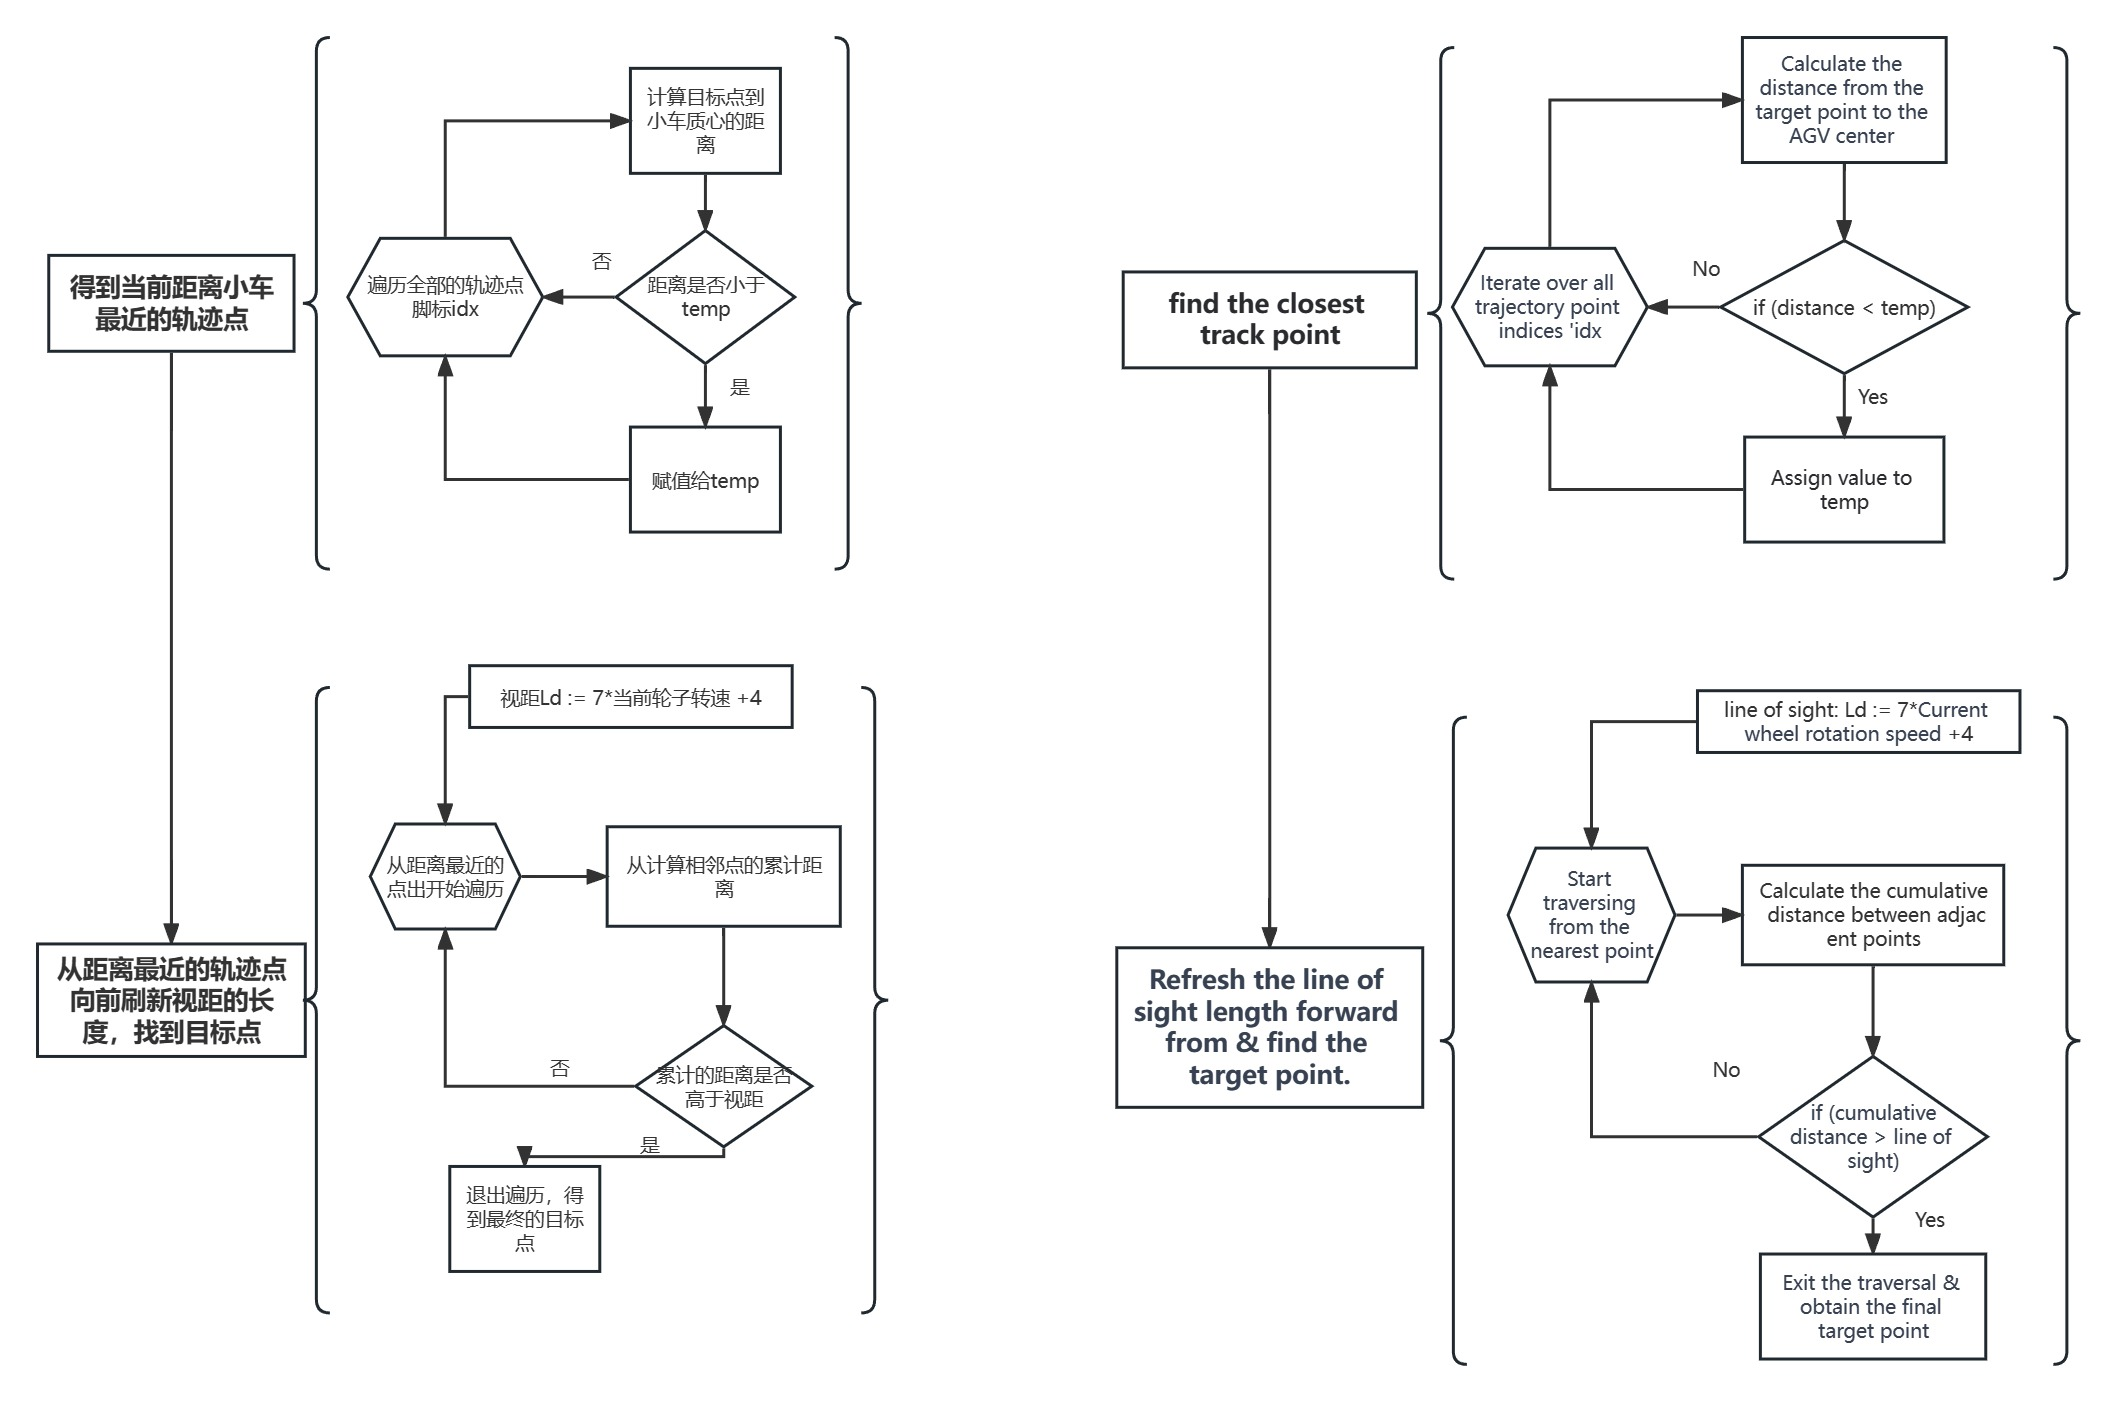 得到当前距离小车
最近的轨迹点
计算目标点到
小车质心的距
离
遍历全部的轨迹点
脚标idx
否
距离是否小于
temp
是
赋值给temp
从距离最近的轨迹点
向前刷新视距的长
度，找到目标点
视距Ld := 7*当前轮子转速 +4
从距离最近的
点出开始遍历
从计算相邻点的累计距
离
否
累计的距离是否
高于视距
是
退出遍历，得
到最终的目标
点
find the closest
track point
Calculate the
distance from the
target point to the
AGV center
Iterate over all
trajectory point
indices 'idx
No
if (distance < temp)
Yes
Assign value to
temp
Refresh the line of
sight length forward
from & find the
target point.
line of sight: Ld := 7*Current
wheel rotation speed +4
Start
traversing
from the
nearest point
Calculate the cumulative
distance between adjac
ent points
No
if (cumulative
distance > line of
sight)
Yes
Exit the traversal &
obtain the final
target point